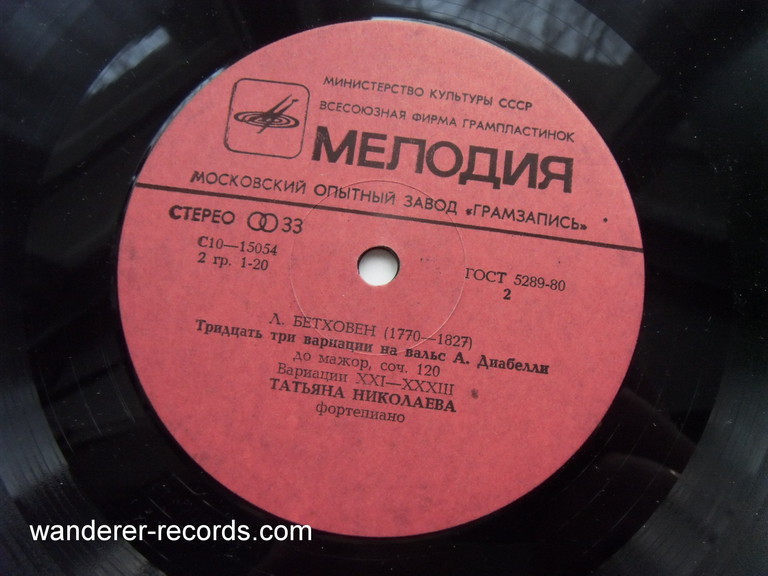 МИНИСТЕРСТВО КУЛЬТУРЫ СССР
ВСЕСОЮЗНАЯ ФИРМА ГРАМПЛАСТИНОК
МЕЛОДИЯ
МОСКОВСКИЙ ОПЫТНЫЙ ЗАВОД «ГРАМЗАПИСЬ»
СТЕРЕО 33
С10—15054
2 гр. 1-20
ГОСТ 5289-80
2
Л. БЕТХОВЕН (1770—1827)
Тридцать три вариации на вальс А. Диабелли
до мажор, соч. 120
Вариации XXI—XXXIII
ТАТЬЯНА НИКОЛАЕВА
фортепиано
wanderer-records.com